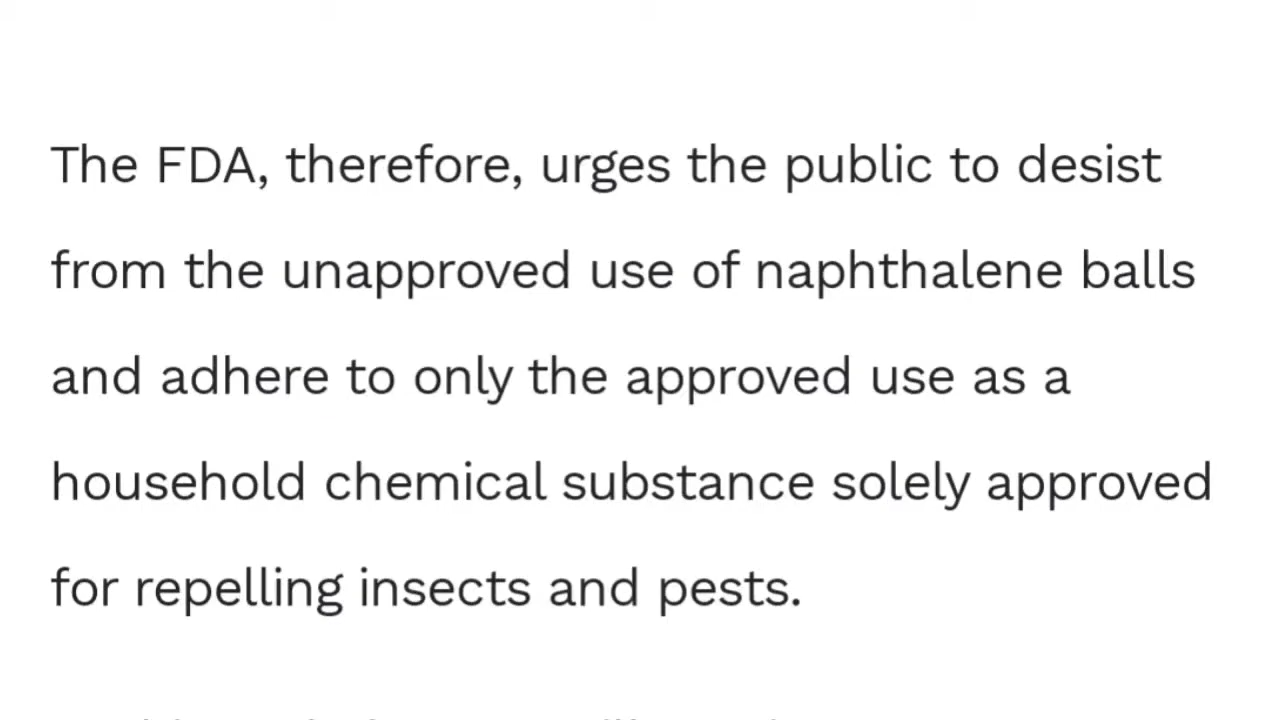 The FDA, therefore, urges the public to desist
from the unapproved use of naphthalene balls
and adhere to only the approved use as a
household chemical substance solely approved
for repelling insects and pests.